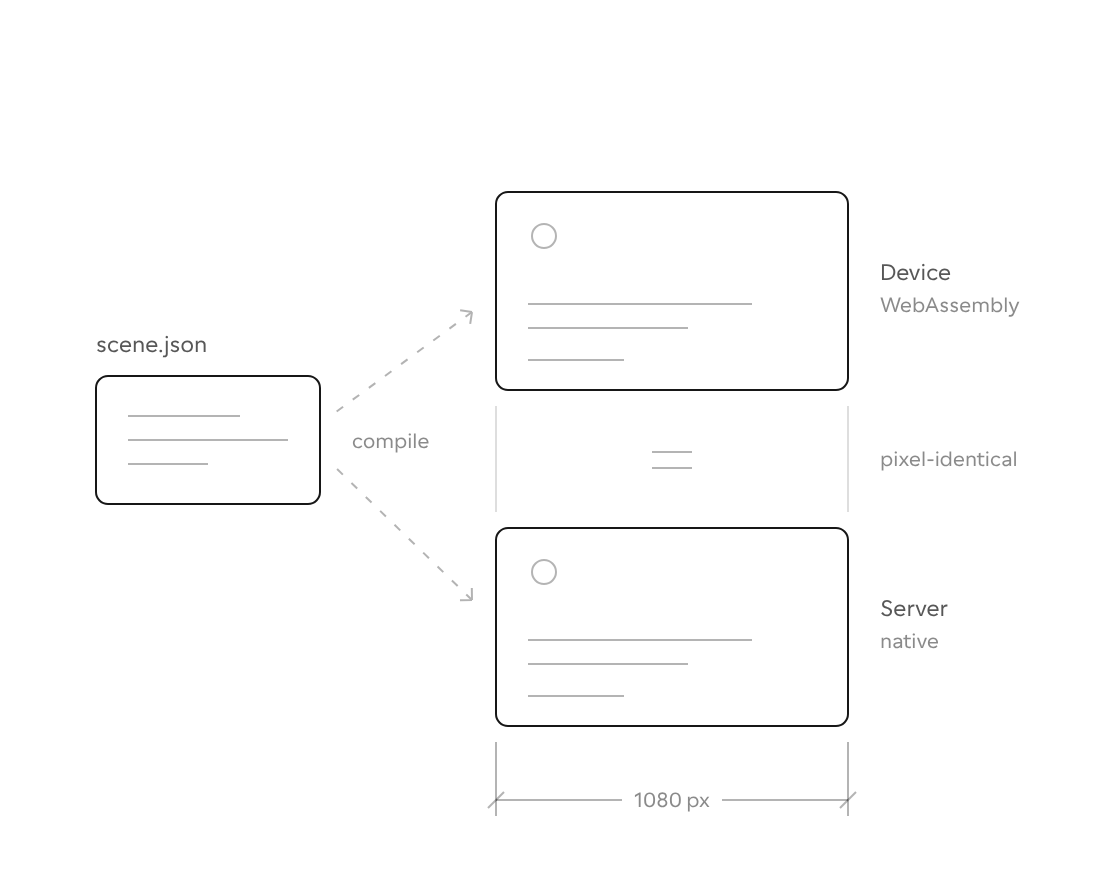 scene.json
compile
Device
WebAssembly
pixel-identical
Server
native
1080 px